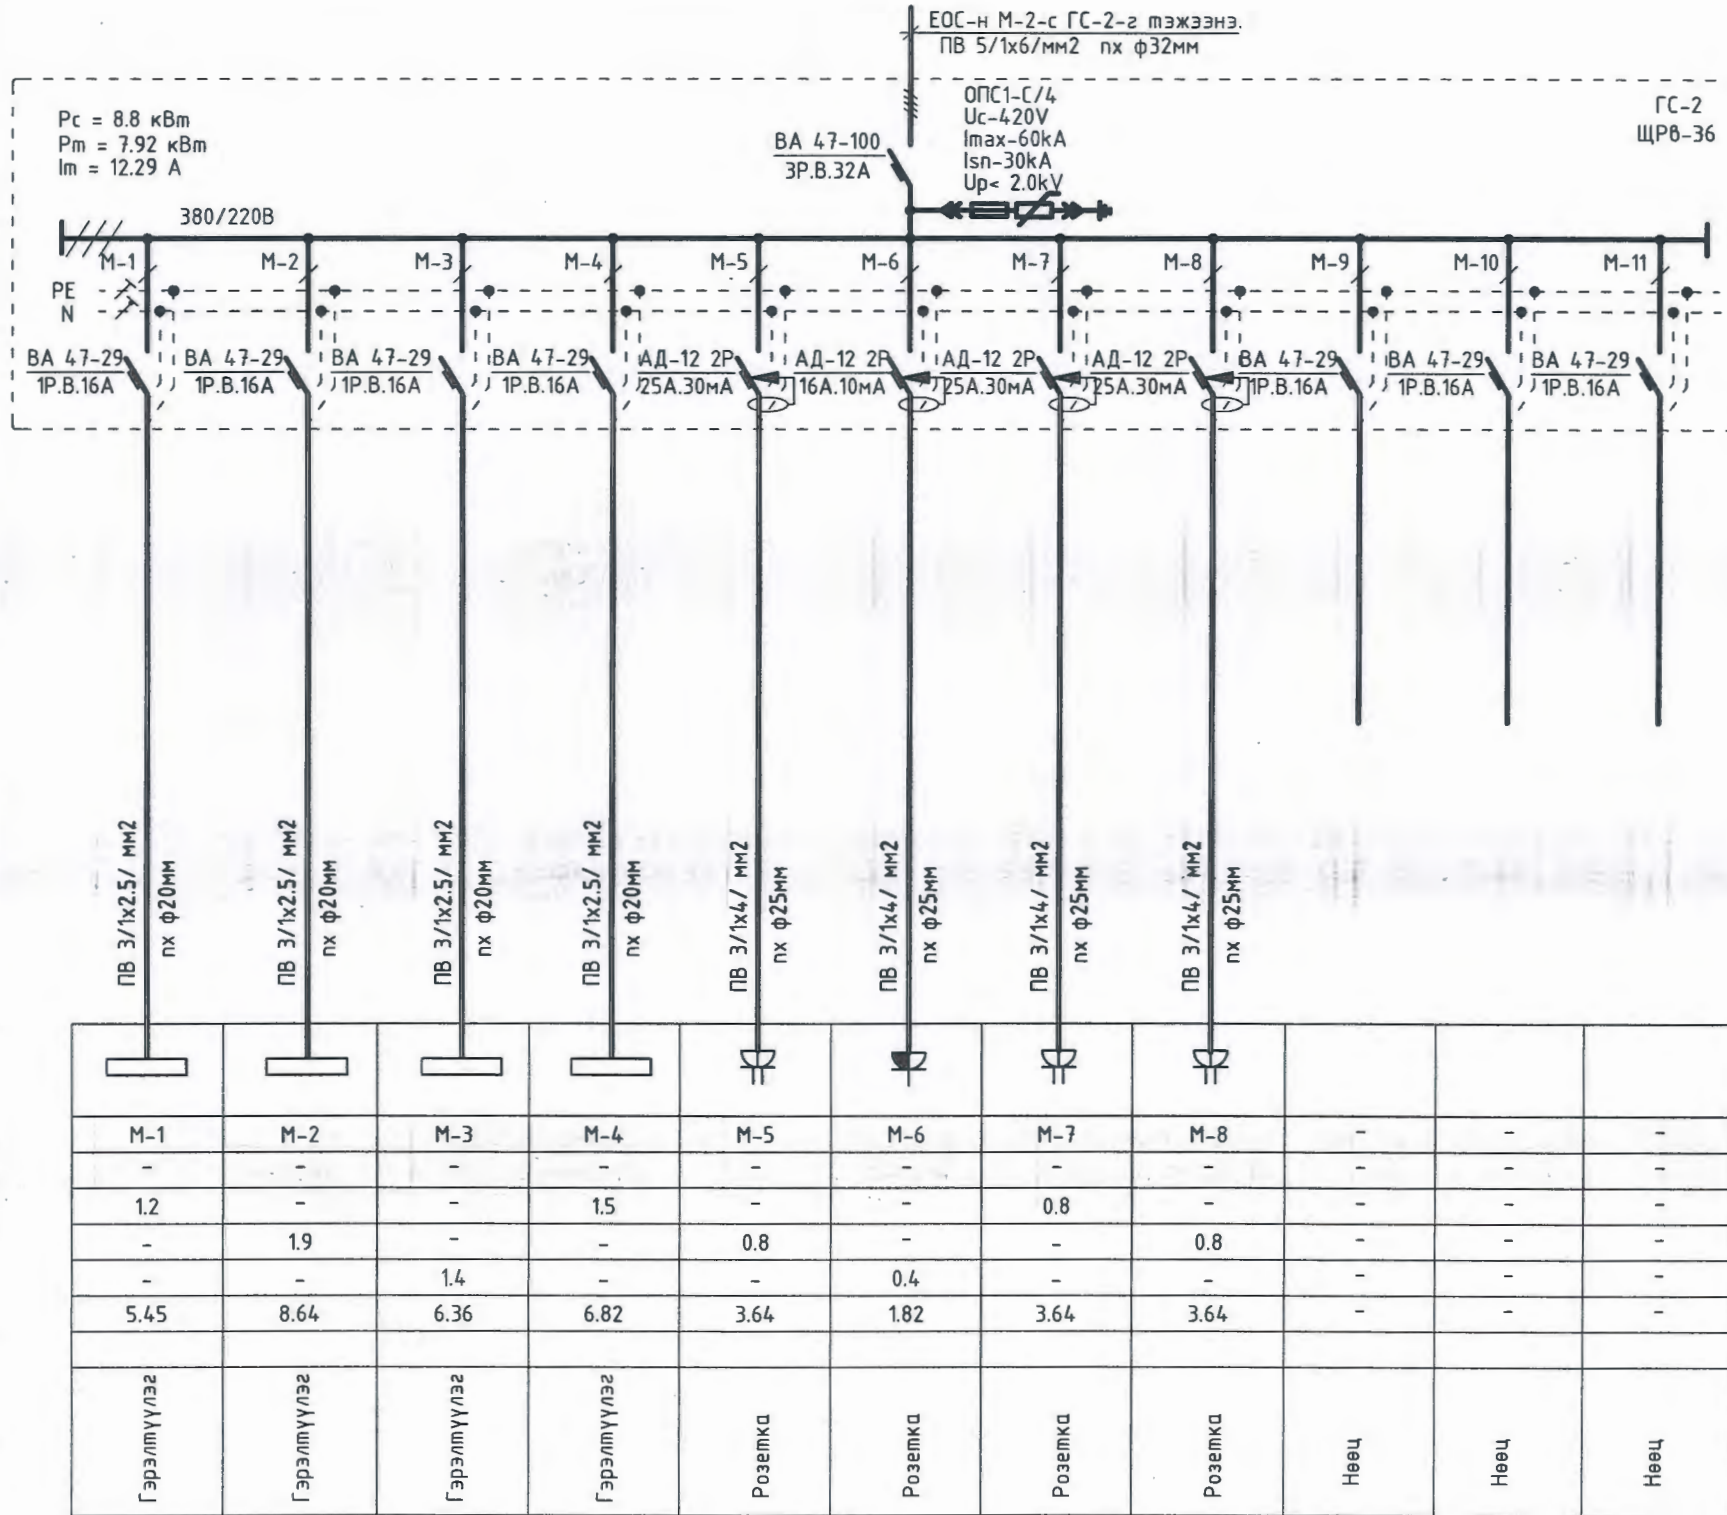 ЕОС-н М-2-с ГС-2-г тэжээнэ.
ПВ 5/1х6/мм2 пх ф32мм
Рс = 8.8 кВт
Рт = 7.92 кВт
Iт = 12.29 А
ОПС1-С/4
Uc-420V
Imax-60kA
Isn-30kA
Up< 2.0kV
ГС-2
ЩРв-36
ВА 47-100
3Р.В.32А
380/220В
М-1 М-2 М-3 М-4 М-5 М-6 М-7 М-8 М-9 М-10 М-11
PE
N
ВА 47-29 ВА 47-29 ВА 47-29 ВА 47-29 АД-12 2Р АД-12 2Р АД-12 2Р АД-12 2Р ВА 47-29 ВА 47-29 ВА 47-29
1Р.В.16А 1Р.В.16А 1Р.В.16А 1Р.В.16А 25А.30мА 16А.10мА 25А.30мА 25А.30мА 1Р.В.16А 1Р.В.16А 1Р.В.16А
ПВ 3/1х2.5/ мм2
пх ф20мм
ПВ 3/1х2.5/ мм2
пх ф20мм
ПВ 3/1х2.5/ мм2
пх ф20мм
ПВ 3/1х2.5/ мм2
пх ф20мм
ПВ 3/1х4/ мм2
пх ф25мм
ПВ 3/1х4/ мм2
пх ф25мм
ПВ 3/1х4/ мм2
пх ф25мм
ПВ 3/1х4/ мм2
пх ф25мм
М-1 М-2 М-3 М-4 М-5 М-6 М-7 М-8 - - -
- - - - - - - - - - -
1.2 - - 1.5 - - 0.8 - - - -
- 1.9 - - 0.8 - - 0.8 - - -
- - 1.4 - - 0.4 - - - - -
5.45 8.64 6.36 6.82 3.64 1.82 3.64 3.64 - - -
Гэрэлтүүлэг
Гэрэлтүүлэг
Гэрэлтүүлэг
Гэрэлтүүлэг
Розетка
Розетка
Розетка
Розетка
Нөөц
Нөөц
Нөөц